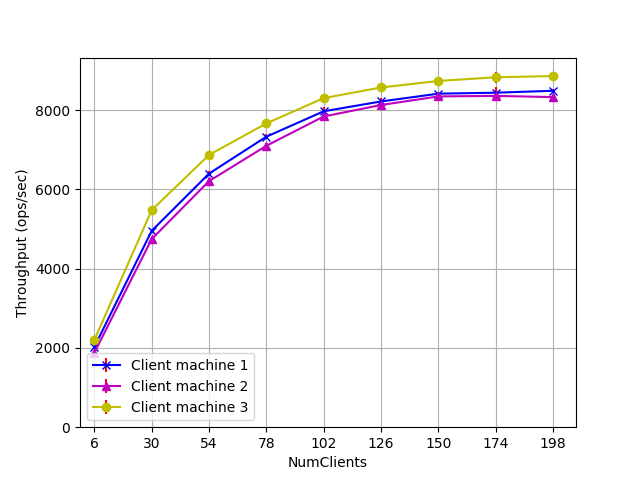 8000
6000
4000
2000
0
Throughput (ops/sec)
Client machine 1
Client machine 2
Client machine 3
6 30 54 78 102 126 150 174 198
NumClients